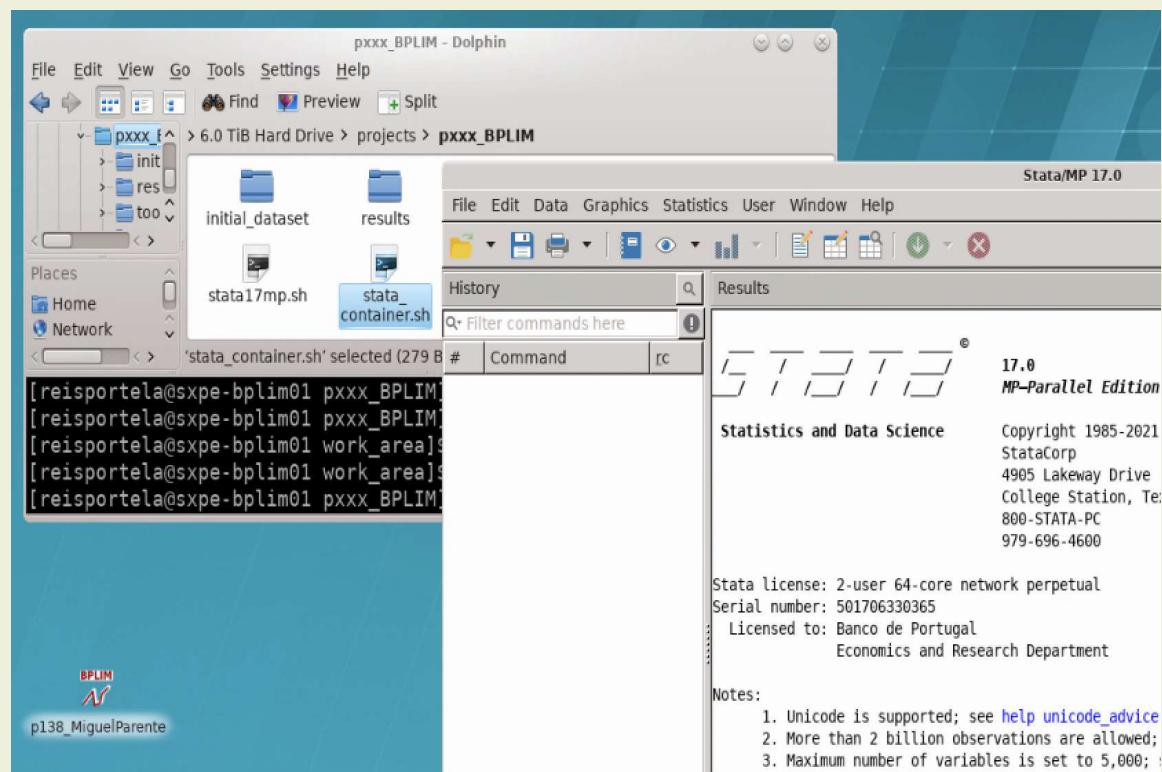 pxxx_BPLIM - Dolphin
File Edit View Go Tools Settings Help
Find Preview Split
> 6.0 TiB Hard Drive > projects > pxxx_BPLIM
init
res
too
initial_dataset
results
stata17mp.sh
stata_
container.sh
Places
Home
Network
'stata_container.sh' selected (279 B
[reisportela@sxpe-bplim01 pxxx_BPLIM]
[reisportela@sxpe-bplim01 pxxx_BPLIM]
[reisportela@sxpe-bplim01 work_area]$
[reisportela@sxpe-bplim01 work_area]$
[reisportela@sxpe-bplim01 pxxx_BPLIM]
BPLIM
p138_MiguelParente
Stata/MP 17.0
File Edit Data Graphics Statistics User Window Help
History
Filter commands here
# Command rc
Results
STATA ©
17.0
MP—Parallel Edition
Statistics and Data Science Copyright 1985-2021
StataCorp
4905 Lakeway Drive
College Station,
800-STATA-PC
979-696-4600
Stata license: 2-user 64-core network perpetual
Serial number: 501706330365
Licensed to: Banco de Portugal
Economics and Research Department
Notes:
1. Unicode is supported; see help unicode_advice
2. More than 2 billion observations are allowed;
3. Maximum number of variables is set to 5,000;